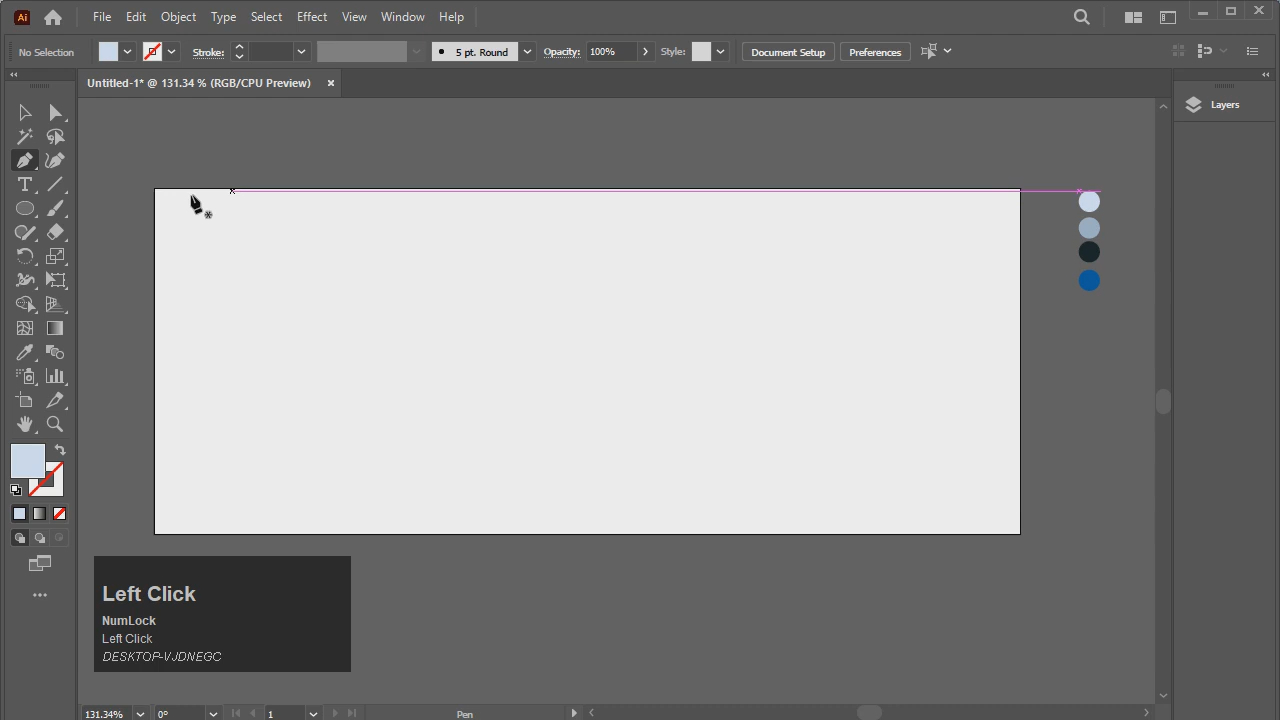 Ai File Edit Object Type Select Effect View Window Help
No Selection Stroke: 5 pt. Round Opacity: 100% Style: Document Setup Preferences
Untitled-1* @ 131.34 % (RGB/CPU Preview)
Layers
Left Click
NumLock
Left Click
DESKTOP-VJDNEGC
131.34% 0° 1 Pen